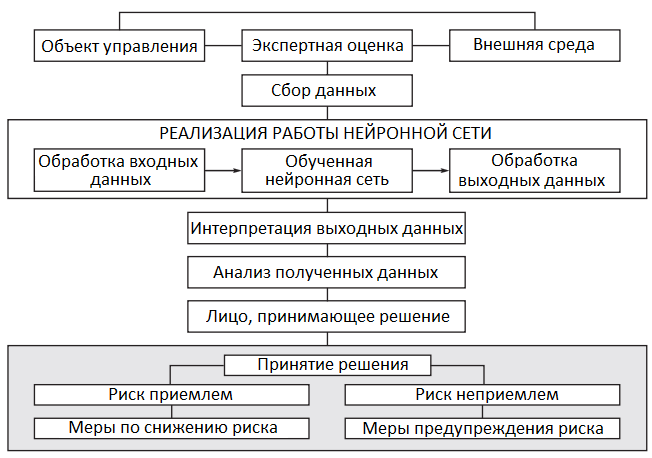 Объект управления
Экспертная оценка
Внешняя среда
Сбор данных
РЕАЛИЗАЦИЯ РАБОТЫ НЕЙРОННОЙ СЕТИ
Обработка входных
данных
Обученная
нейронная сеть
Обработка
выходных данных
Интерпретация выходных данных
Анализ полученных данных
Лицо, принимающее решение
Принятие решения
Риск приемлем
Риск неприемлем
Меры по снижению риска
Меры предупреждения риска